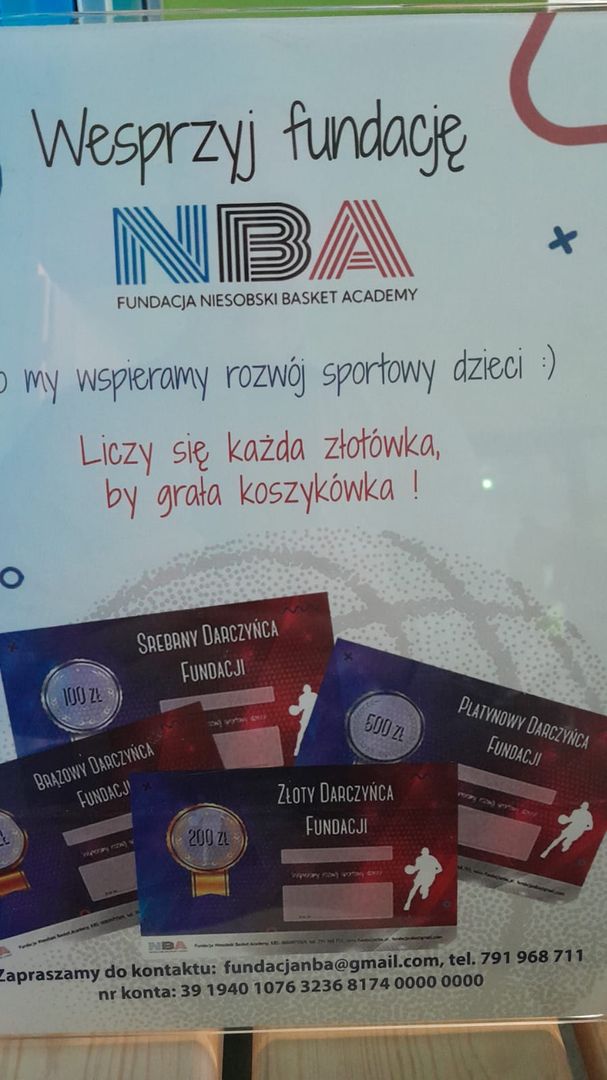 Wesprzyj fundację
NBA
FUNDACJA NIESOBSKI BASKET ACADEMY
my wspieramy rozwój sportowy dzieci :)
Liczy się każda złotówka,
by grała koszykówka !
SREBRNY DARCZYŃCA
FUNDACJI
100 ZŁ
PLATYNOWY DARCZYŃCA
FUNDACJI
500 ZŁ
BRĄZOWY DARCZYŃCA
FUNDACJI
ZŁOTY DARCZYŃCA
FUNDACJI
200 ZŁ
NBA
Zapraszamy do kontaktu: fundacjanba@gmail.com, tel. 791 968 711
nr konta: 39 1940 1076 3236 8174 0000 0000